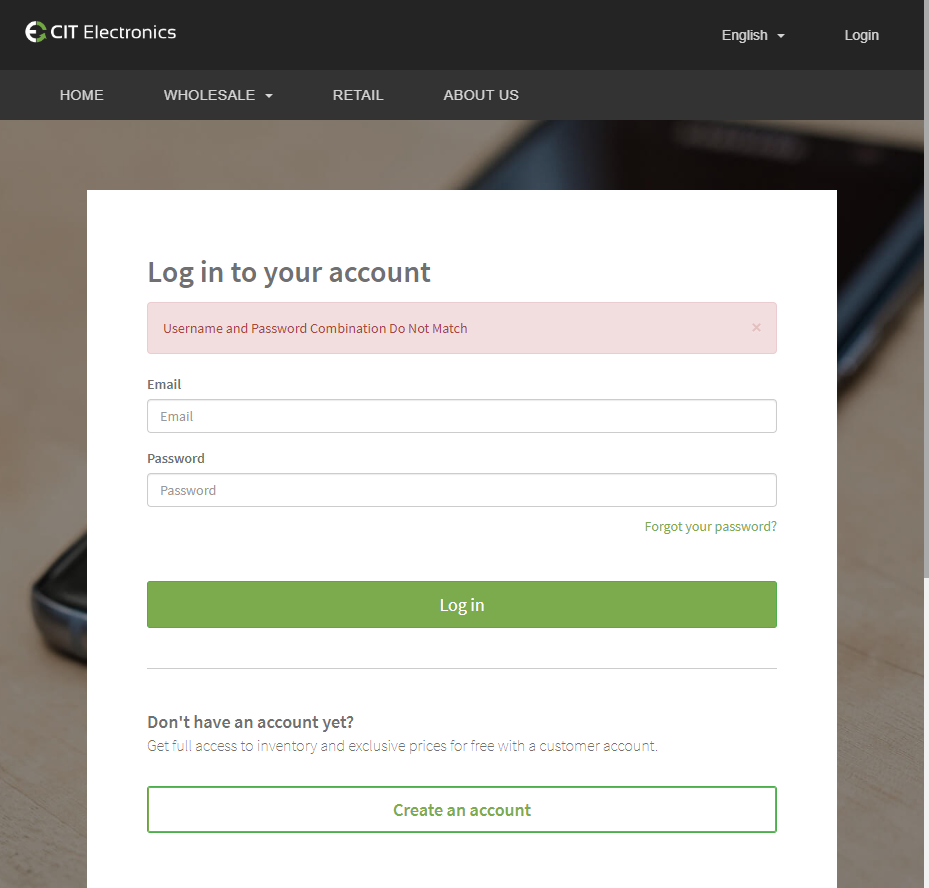 CIT Electronics
English
Login
HOME
WHOLESALE
RETAIL
ABOUT US
Log in to your account
Username and Password Combination Do Not Match
×
Email
Email
Password
Password
Forgot your password?
Log in
Don't have an account yet?
Get full access to inventory and exclusive prices for free with a customer account.
Create an account